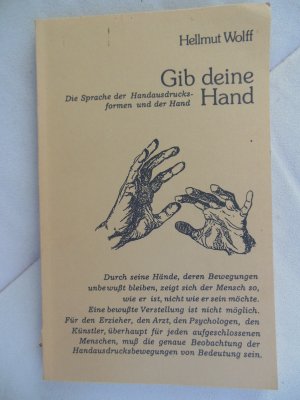 Hellmut Wolff
Gib deine
Die Sprache der Handausdrucks-
formen und der Hand
Hand
Durch seine Hände, deren Bewegungen
unbewußt bleiben, zeigt sich der Mensch so,
wie er ist, nicht wie er sein möchte.
Eine bewußte Verstellung ist nicht möglich.
Für den Erzieher, den Arzt, den Psychologen, den
Künstler, überhaupt für jeden aufgeschlossenen
Menschen, muß die genaue Beobachtung der
Handausdrucksbewegungen von Bedeutung sein.